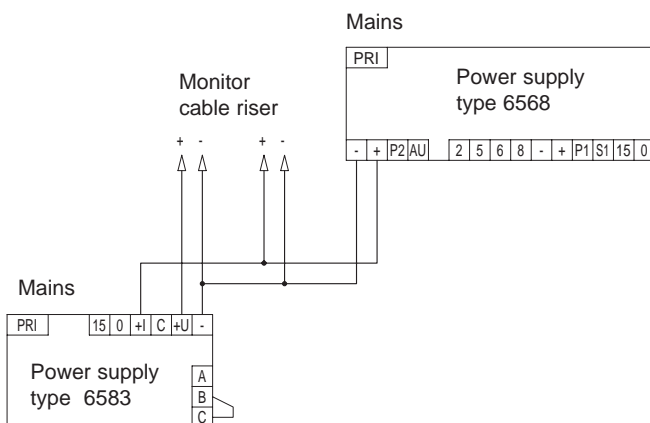 Mains
PRI
Power supply
type 6568
Monitor
cable riser
+ - + -
- + P2 AU 2 5 6 8 - + P1 S1 15 0
Mains
PRI 15 0 +I C +U -
Power supply
type 6583
A
B
C